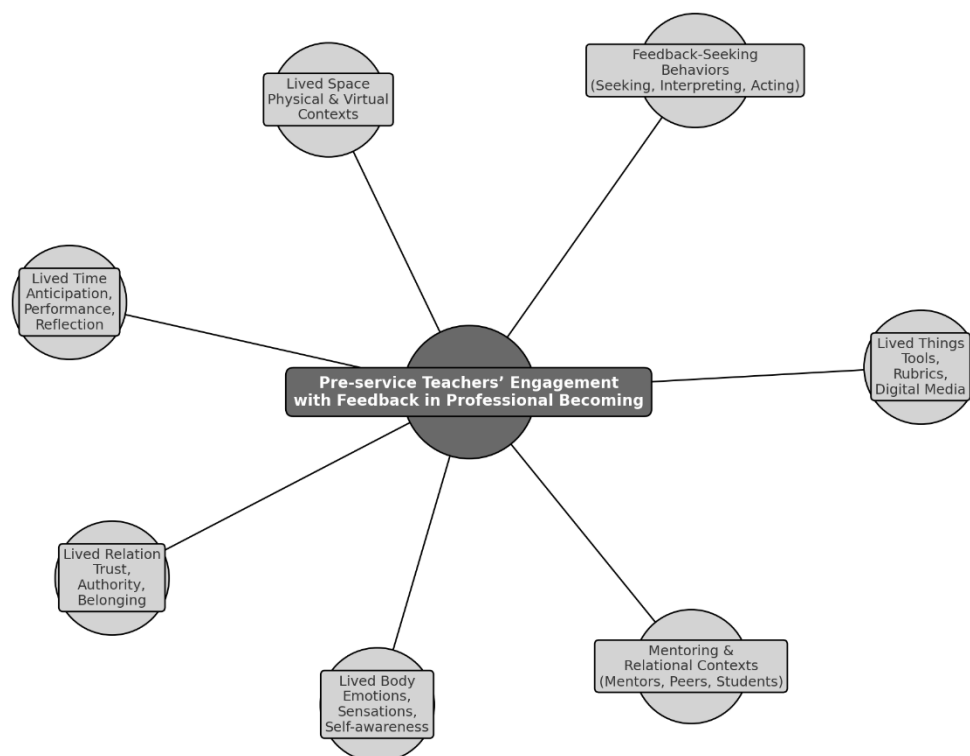 Feedback-Seeking
Behaviors
(Seeking, Interpreting, Acting)
Lived Space
Physical & Virtual
Contexts
Lived Time
Anticipation,
Performance,
Reflection
Lived Things
Tools,
Rubrics,
Digital Media
Pre-service Teachers’ Engagement
with Feedback in Professional Becoming
Lived Relation
Trust,
Authority,
Belonging
Mentoring &
Relational Contexts
(Mentors, Peers, Students)
Lived Body
Emotions,
Sensations,
Self-awareness